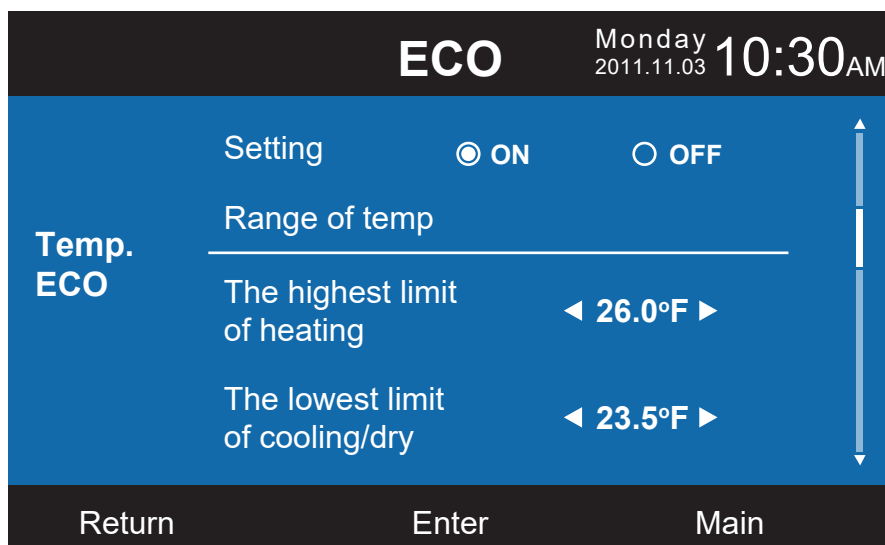 ECO
Monday
2011.11.03
10:30AM
Temp.
ECO
Setting
ON
OFF
Range of temp
The highest limit
of heating
26.0°F
The lowest limit
of cooling/dry
23.5°F
Return
Enter
Main